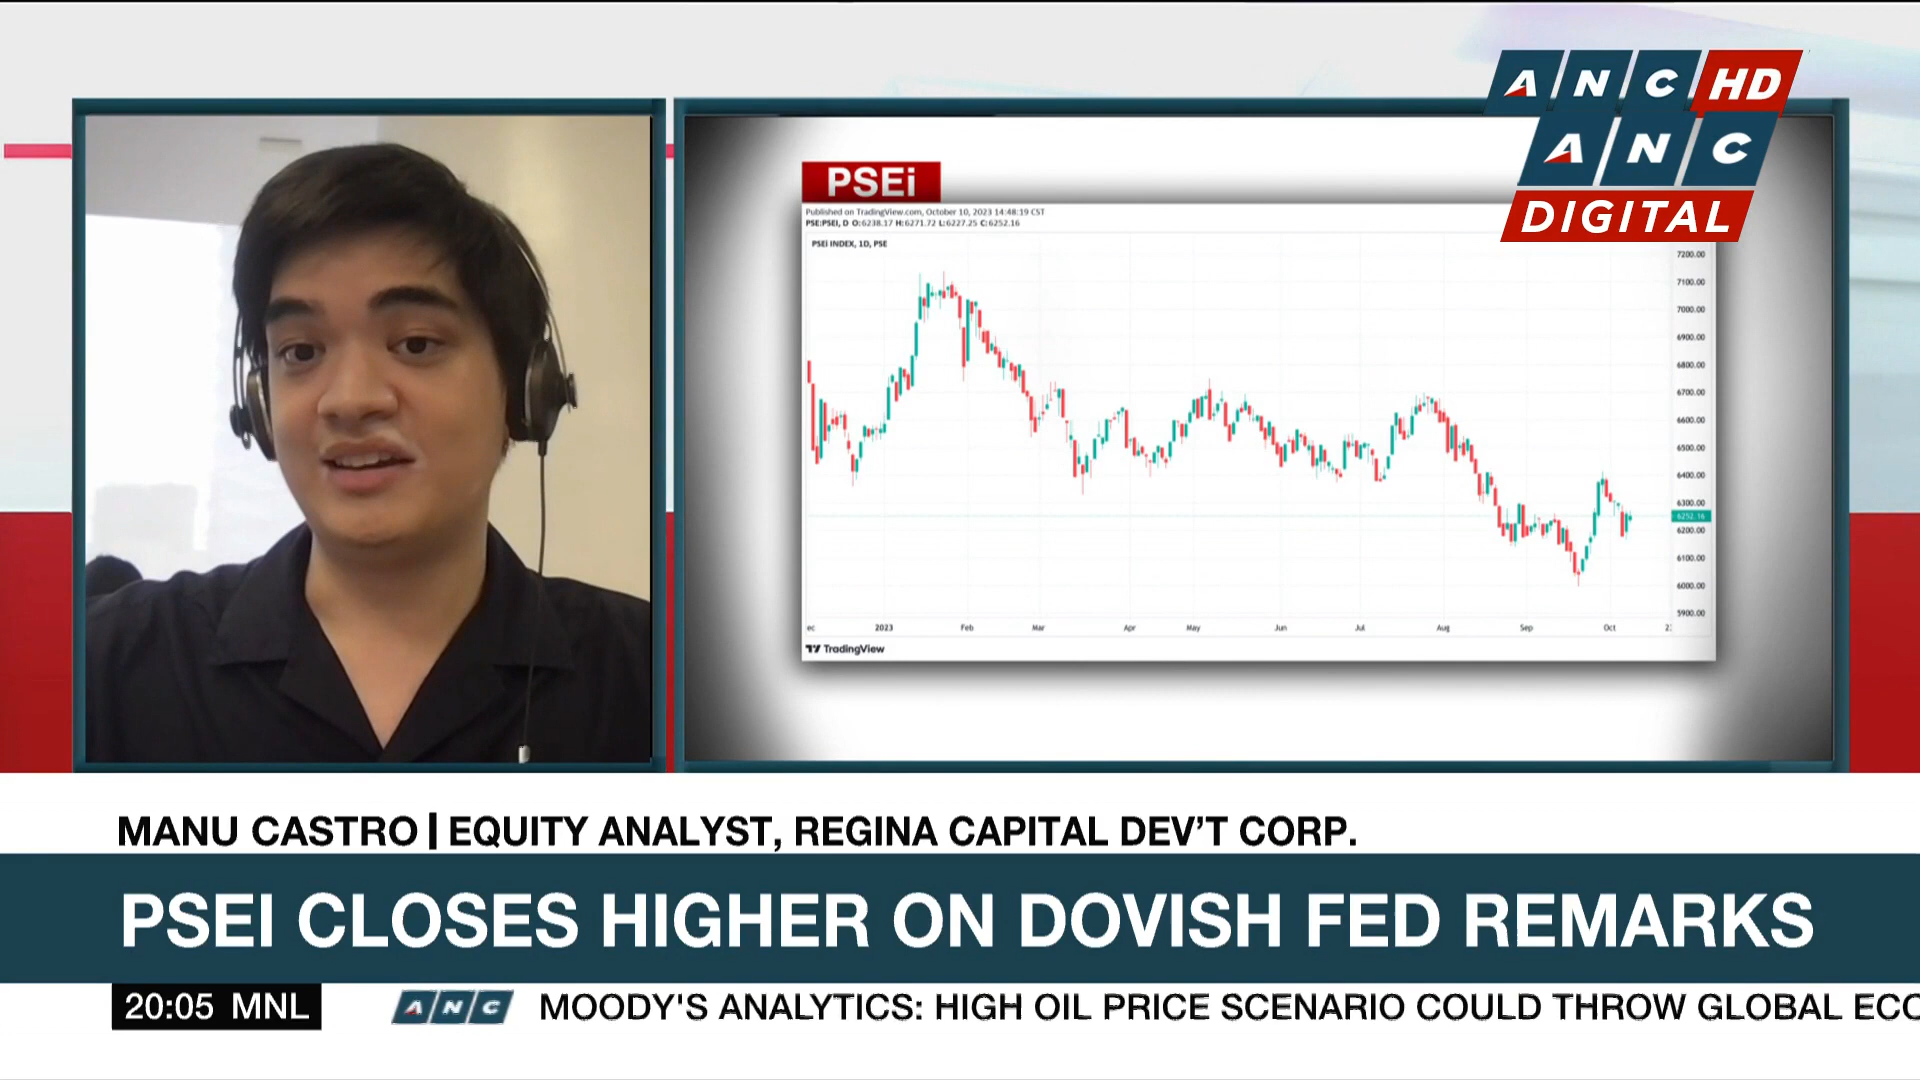 ANC HD
ANC
DIGITAL
PSEi
Published on TradingView.com, October 10, 2023 14:48:19 CST
PSE:PSEI, D O:6238.17 H:6271.72 L:6227.25 C:6252.16
PSEI INDEX, 1D, PSE
7200.00
7100.00
7000.00
6900.00
6800.00
6700.00
6600.00
6500.00
6400.00
6300.00
6252.16
6200.00
6100.00
6000.00
5900.00
ec 2023 Feb Mar Apr May Jun Jul Aug Sep Oct 2
TradingView
MANU CASTRO | EQUITY ANALYST, REGINA CAPITAL DEV'T CORP.
PSEI CLOSES HIGHER ON DOVISH FED REMARKS
20:05 MNL ANC MOODY'S ANALYTICS: HIGH OIL PRICE SCENARIO COULD THROW GLOBAL ECO